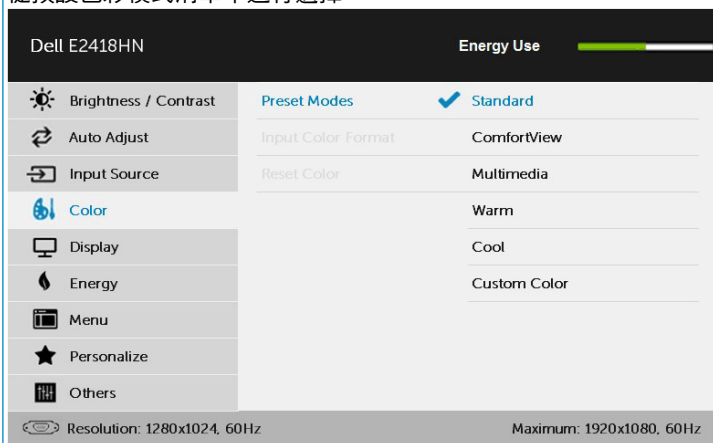 Dell E2418HN Energy Use
Brightness / Contrast Preset Modes Standard
Auto Adjust Input Color Format ComfortView
Input Source Reset Color Multimedia
Color Warm
Display Cool
Energy Custom Color
Menu
Personalize
Others
Resolution: 1280x1024, 60Hz Maximum: 1920x1080, 60Hz